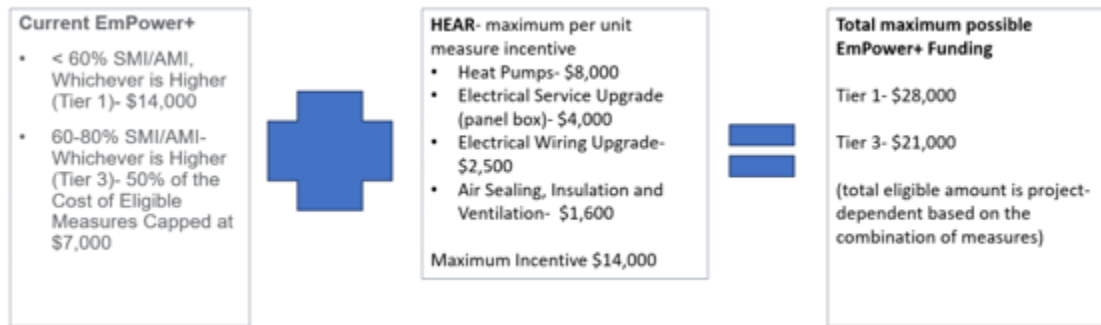 Current EmPower+
• < 60% SMI/AMI,
Whichever is Higher
(Tier 1)- $14,000
• 60-80% SMI/AMI-
Whichever is Higher
(Tier 3)- 50% of the
Cost of Eligible
Measures Capped at
$7,000
HEAR- maximum per unit
measure incentive
• Heat Pumps- $8,000
• Electrical Service Upgrade
(panel box)- $4,000
• Electrical Wiring Upgrade-
$2,500
• Air Sealing, Insulation and
Ventilation- $1,600
Maximum Incentive $14,000
Total maximum possible
EmPower+ Funding
Tier 1- $28,000
Tier 3- $21,000
(total eligible amount is project-
dependent based on the
combination of measures)